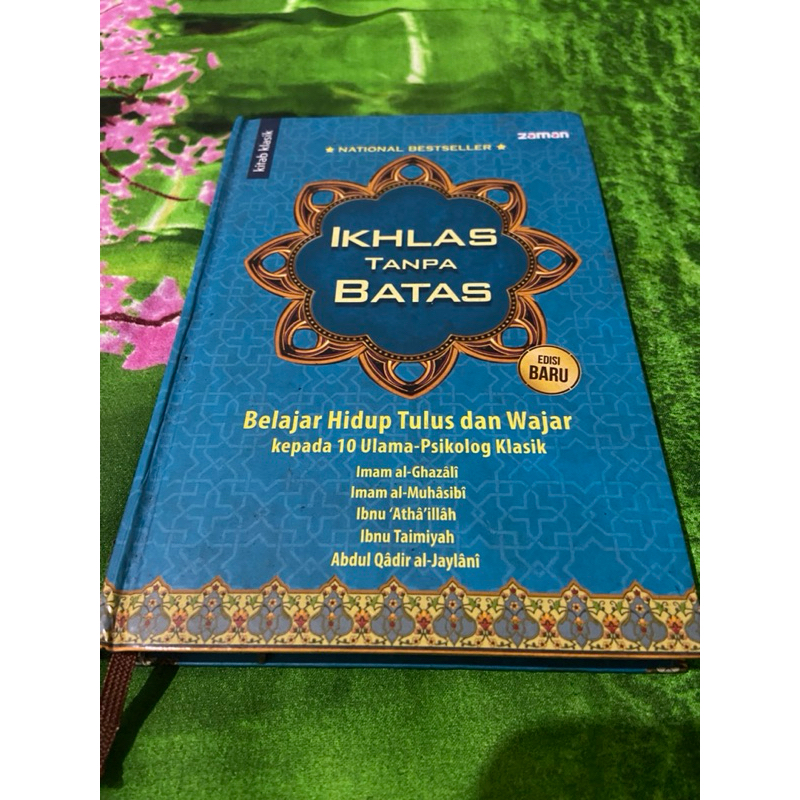 kitab klasik
NATIONAL BESTSELLER
zaman
IKHLAS
TANPA
BATAS
EDISI
BARU
Belajar Hidup Tulus dan Wajar
kepada 10 Ulama-Psikolog Klasik
Imam al-Ghazâlî
Imam al-Muhâsibî
Ibnu ‘Athâ’illâh
Ibnu Taimiyah
Abdul Qâdir al-Jaylânî